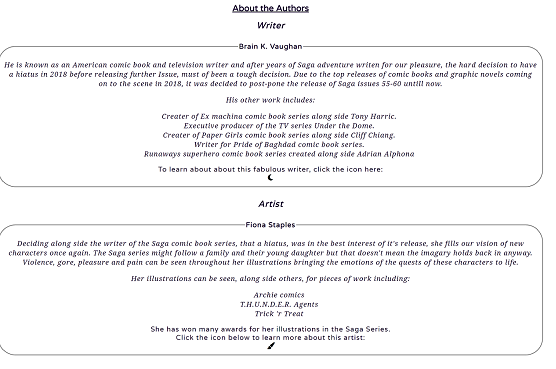 About the Authors
Writer
Brain K. Vaughan
He is known as an American comic book and television writer and after years of Saga adventure writen for our pleasure, the hard decision to have
a hiatus in 2018 before releasing further Issue, must of been a tough decision. Due to the top releases of comic books and graphic novels coming
on to the scene in 2018, it was decided to post-pone the release of Saga issues 55-60 untill now.
His other work includes:
Creater of Ex machina comic book series along side Tony Harric.
Executive producer of the TV series Under the Dome.
Creater of Paper Girls comic book series along side Cliff Chiang.
Writer for Pride of Baghdad comic book series.
Runaways superhero comic book series created along side Adrian Alphona
To learn about about this fabulous writer, click the icon here:
Artist
Fiona Staples
Deciding along side the writer of the Saga comic book series, that a hiatus, was in the best interest of it's release, she fills our vision of new
characters once again. The Saga series might follow a family and their young daughter but that doesn't mean the imagary holds back in anyway.
Violence, gore, pleasure and pain can be seen throughout her illustrations bringing the emotions of the quests of these characters to life.
Her illustrations can be seen, along side others, for pieces of work including:
Archie comics
T.H.U.N.D.E.R. Agents
Trick 'r Treat
She has won many awards for her illustrations in the Saga Series.
Click the icon below to learn more about this artist: